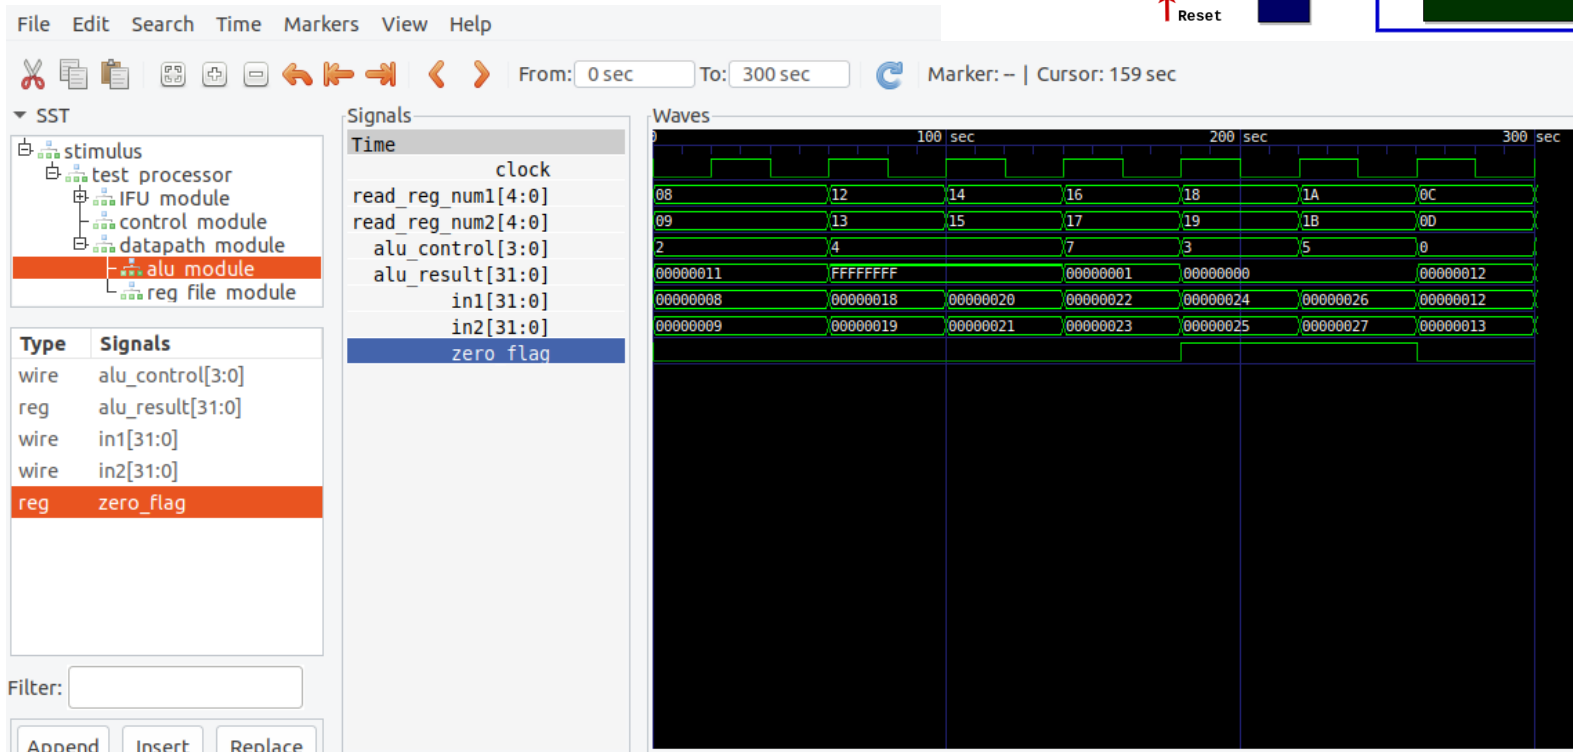 Reset
File Edit Search Time Markers View Help
From: 0 sec To: 300 sec Marker: -- | Cursor: 159 sec
SST
stimulus
test processor
IFU module
control module
datapath module
alu module
reg file module
Type Signals
wire alu_control[3:0]
reg alu_result[31:0]
wire in1[31:0]
wire in2[31:0]
reg zero_flag
Filter:
Append Insert Replace
Signals
Time
clock
read_reg_num1[4:0]
read_reg_num2[4:0]
alu_control[3:0]
alu_result[31:0]
in1[31:0]
in2[31:0]
zero flag
Waves
0 100 sec 200 sec 300 sec
08 12 14 16 18 1A 0C
09 13 15 17 19 1B 0D
2 4 7 3 5 0
00000011 FFFFFFFF 00000001 00000000 00000012
00000008 00000018 00000020 00000022 00000024 00000026 00000012
00000009 00000019 00000021 00000023 00000025 00000027 00000013